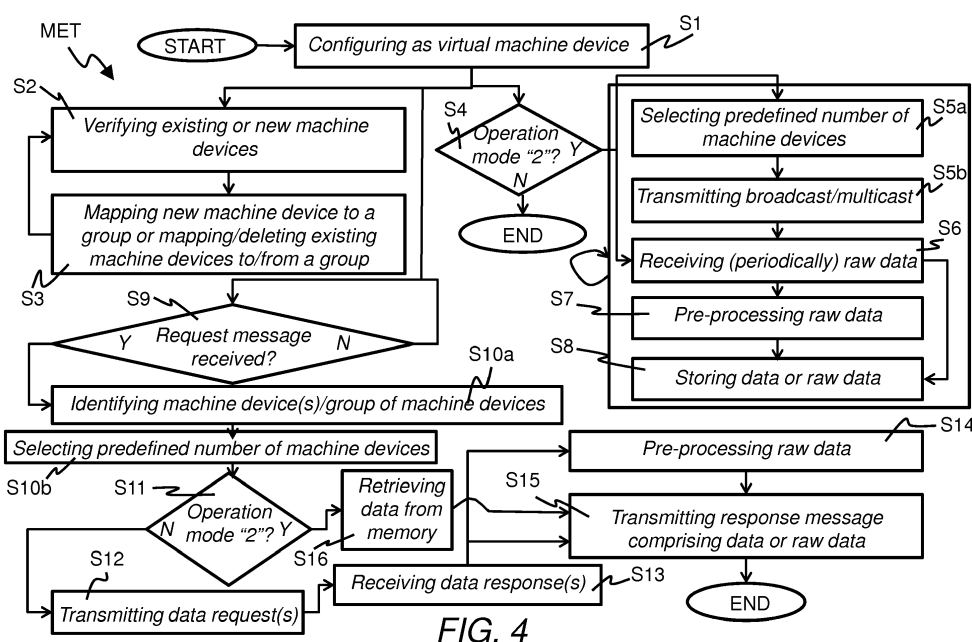 MET
START
Configuring as virtual machine device
S1
S2
Verifying existing or new machine
devices
S4
Operation
mode “2”?
Y
N
END
Selecting predefined number of
machine devices
S5a
Transmitting broadcast/multicast
S5b
Mapping new machine device to a
group or mapping/deleting existing
machine devices to/from a group
S3
Receiving (periodically) raw data
S6
S7
Pre-processing raw data
S8
Storing data or raw data
S9
Y
Request message
received?
N
S10a
Identifying machine device(s)/group of machine devices
Selecting predefined number of machine devices
S10b
S11
N
Operation
mode “2”?
Y
Retrieving
data from
memory
S16
S12
Transmitting data request(s)
Receiving data response(s)
S13
Pre-processing raw data
S14
S15
Transmitting response message
comprising data or raw data
END
FIG. 4